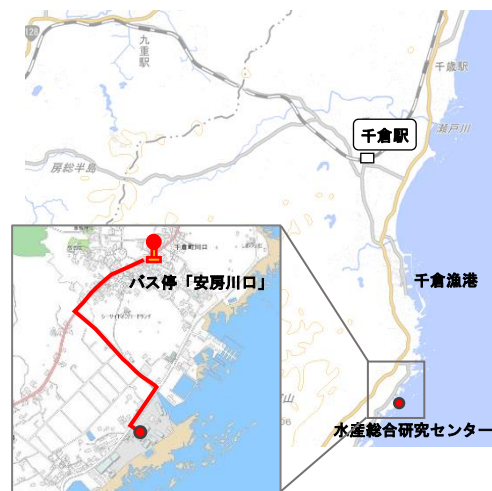 128
九重
駅
千歳駅
瀬戸川
千倉駅
房総半島
千倉町川口
バス停「安房川口」
千倉漁港
水産総合研究センター